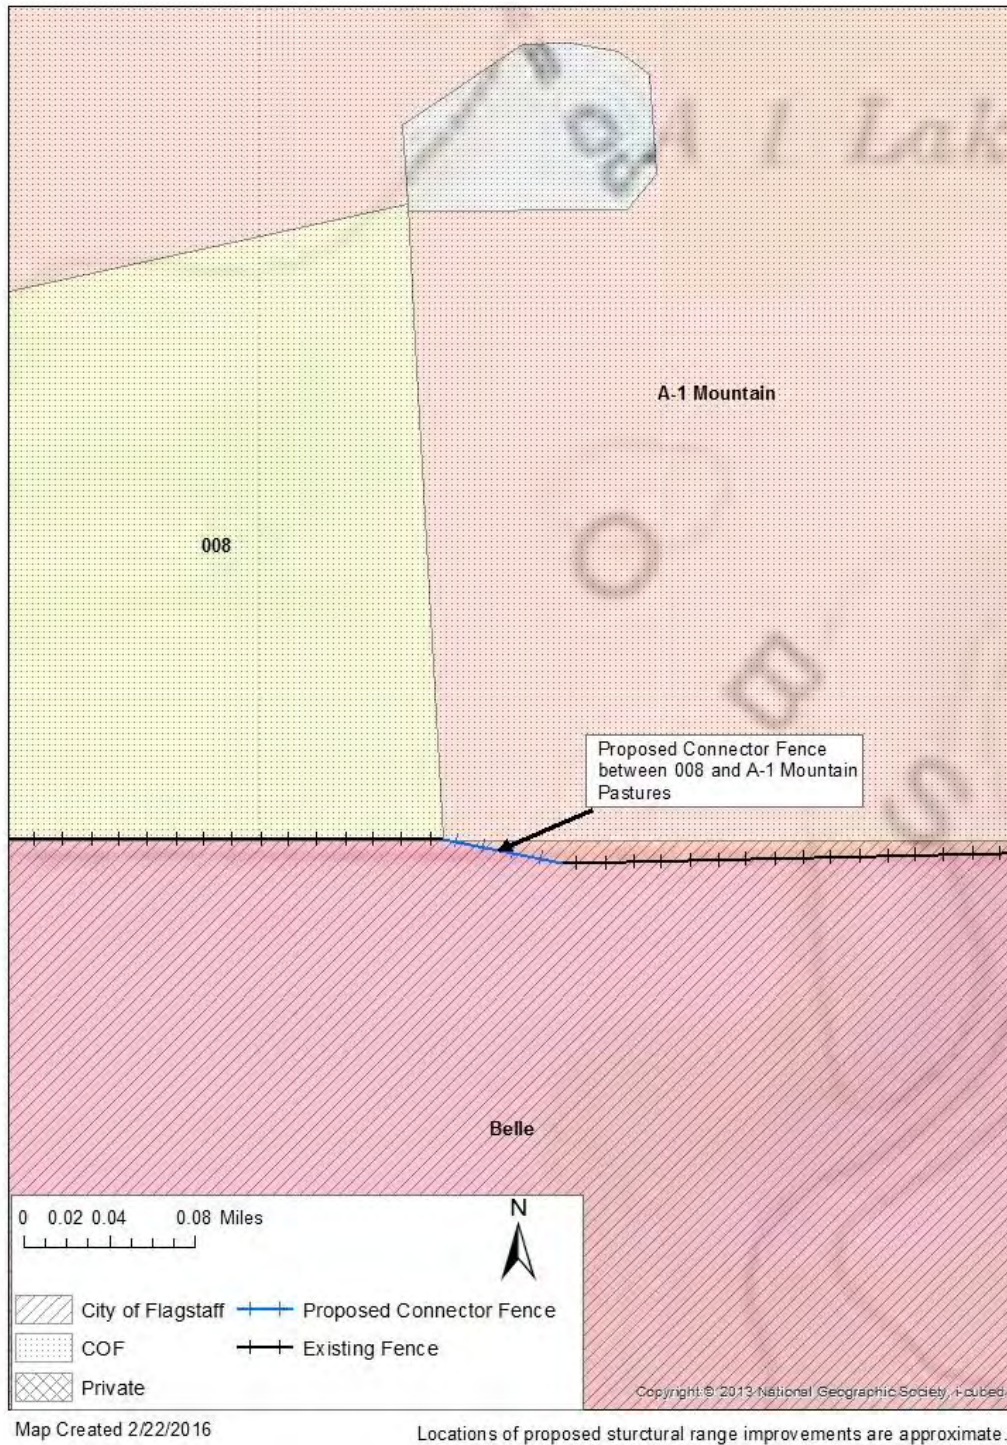 B
O
U
A 1 Lak
A-1 Mountain
O
008
B
Proposed Connector Fence
between 008 and A-1 Mountain
Pastures
S
Belle
N
0 0.02 0.04 0.08 Miles
City of Flagstaff Proposed Connector Fence
COF Existing Fence
Private
Copyright © 2013 National Geographic Society, i-cubed
Map Created 2/22/2016
Locations of proposed sturctural range improvements are approximate.